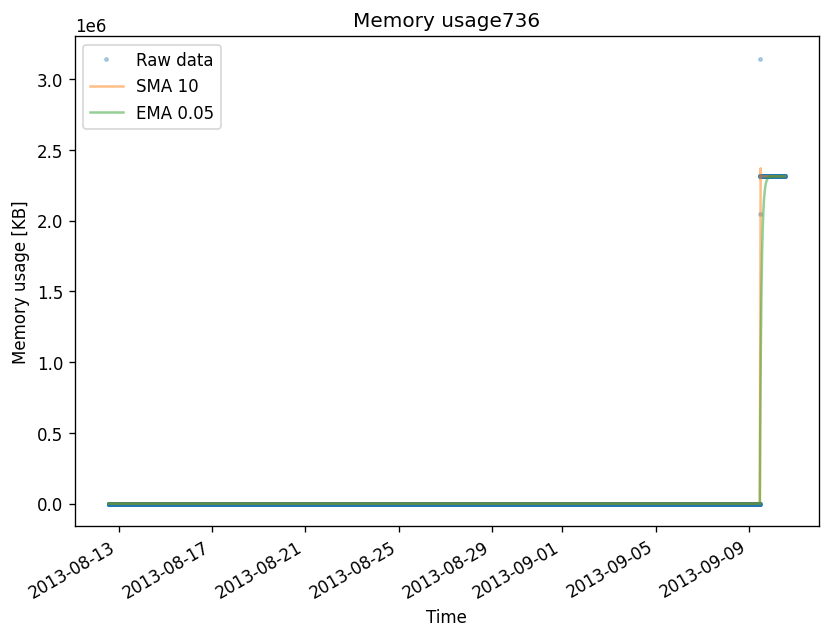 Memory usage736
1e6
Raw data
SMA 10
EMA 0.05
3.0
2.5
2.0
1.5
1.0
0.5
0.0
Memory usage [KB]
2013-08-13
2013-08-17
2013-08-21
2013-08-25
2013-08-29
2013-09-01
2013-09-05
2013-09-09
Time